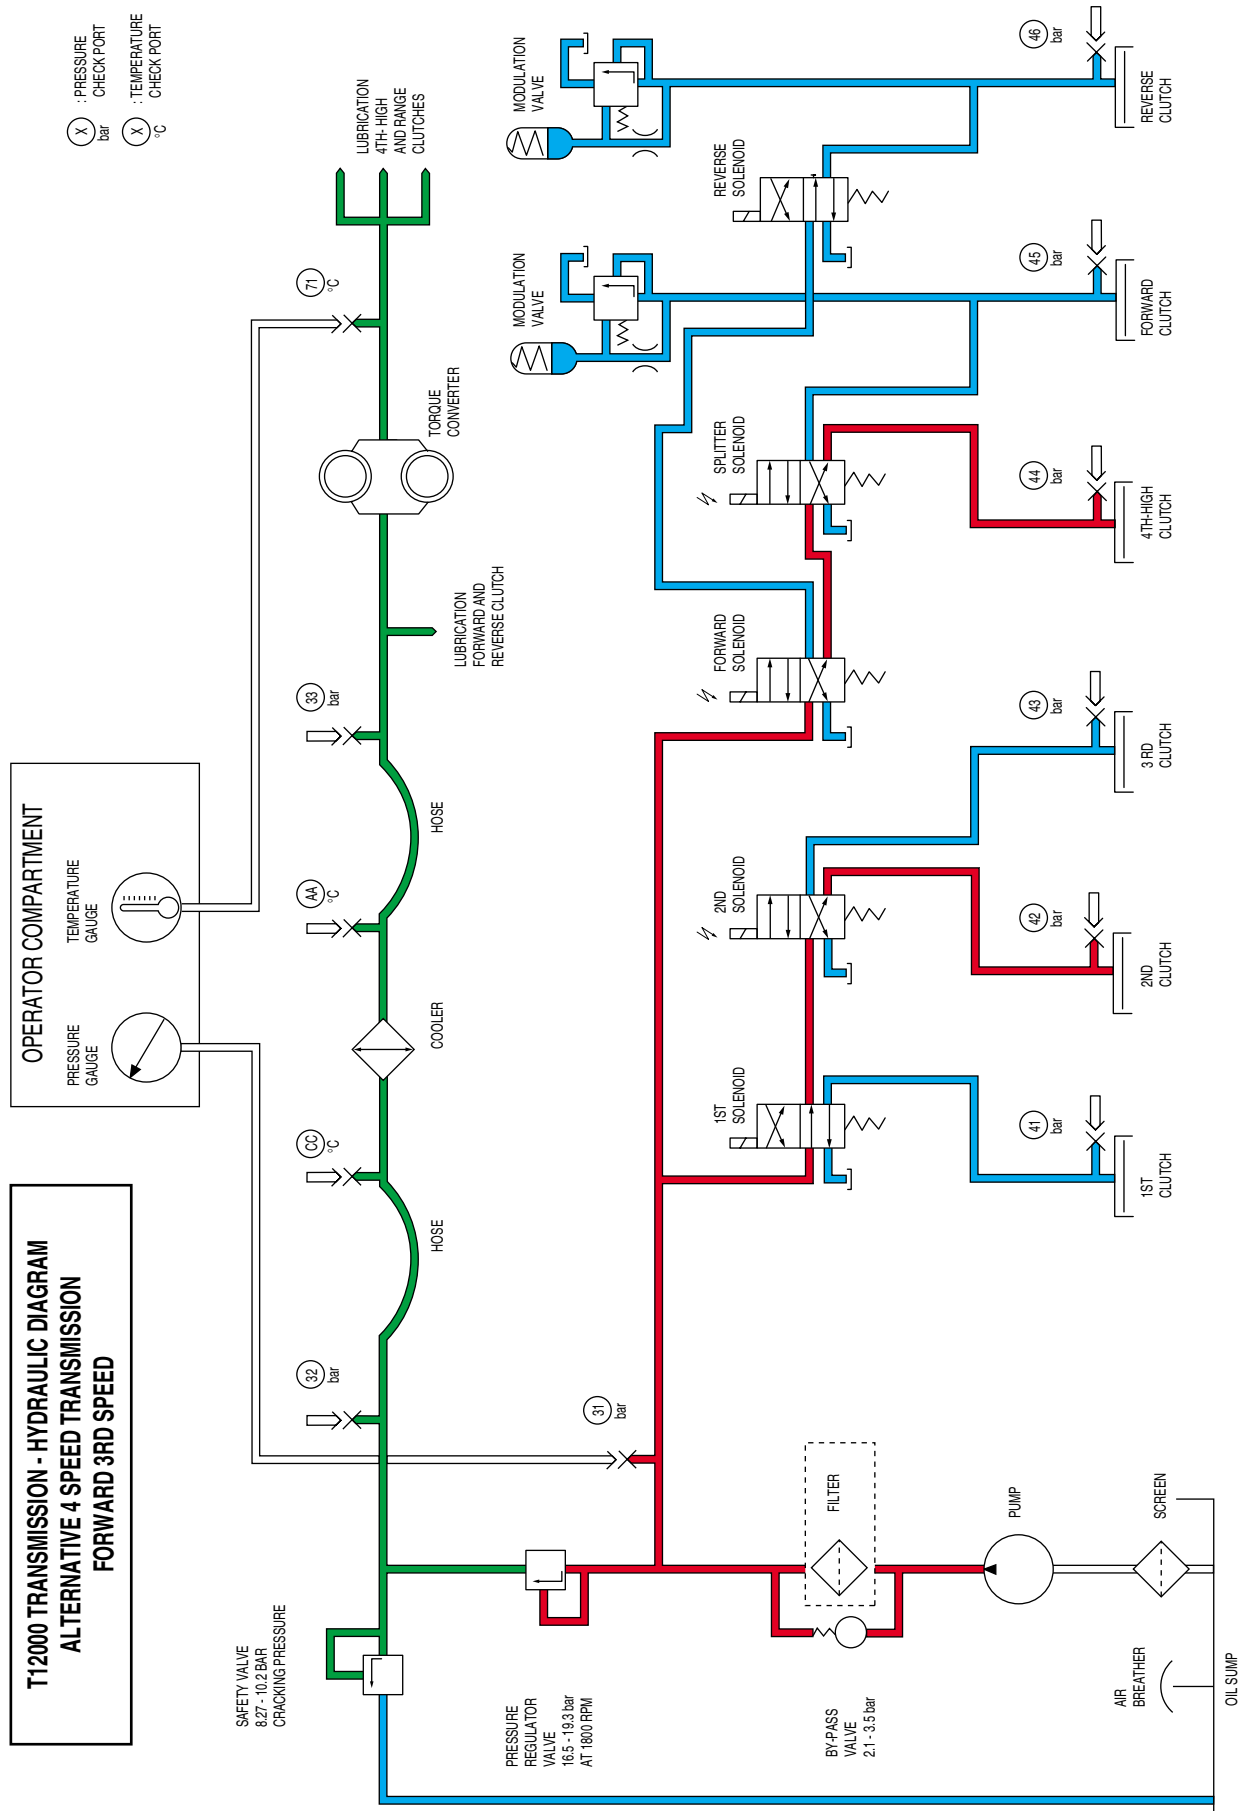 T12000 TRANSMISSION - HYDRAULIC DIAGRAM
ALTERNATIVE 4 SPEED TRANSMISSION
FORWARD 3RD SPEED
OPERATOR COMPARTMENT
PRESSURE
GAUGE
TEMPERATURE
GAUGE
X
bar
: PRESSURE
CHECK PORT
X
°C
: TEMPERATURE
CHECK PORT
SAFETY VALVE
8.27 - 10.2 BAR
CRACKING PRESSURE
32
bar
HOSE
CC
°C
COOLER
AA
°C
HOSE
33
bar
LUBRICATION
FORWARD AND
REVERSE CLUTCH
TORQUE
CONVERTER
71
°C
LUBRICATION
4TH- HIGH
AND RANGE
CLUTCHES
PRESSURE
REGULATOR
VALVE
16.5 - 19.3 bar
AT 1800 RPM
31
bar
MODULATION
VALVE
MODULATION
VALVE
1ST
SOLENOID
2ND
SOLENOID
FORWARD
SOLENOID
SPLITTER
SOLENOID
REVERSE
SOLENOID
BY-PASS
VALVE
2.1 - 3.5 bar
FILTER
PUMP
SCREEN
AIR
BREATHER
OIL SUMP
41
bar
1ST
CLUTCH
42
bar
2ND
CLUTCH
43
bar
3 RD
CLUTCH
44
bar
4TH-HIGH
CLUTCH
45
bar
FORWARD
CLUTCH
46
bar
REVERSE
CLUTCH